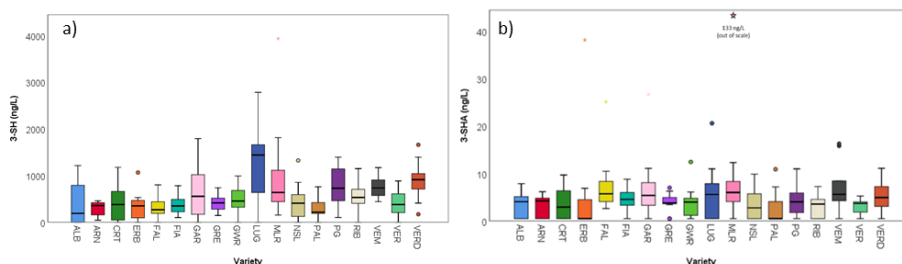 a)
3-SH (ng/L)
4000
3000
2000
1000
0
ALB
ARN
CRT
ERB
FAL
FIA
GAR
GRE
GWR
LUG
MLR
NSL
PAL
PG
RIB
VEM
VER
VERD
Variety
b)
133 ng/L
(out of scale)
3-SHA (ng/L)
40
30
20
10
0
ALB
ARN
CRT
ERB
FAL
FIA
GAR
GRE
GWR
LUG
MLR
NSL
PAL
PG
RIB
VEM
VER
VERD
Variety